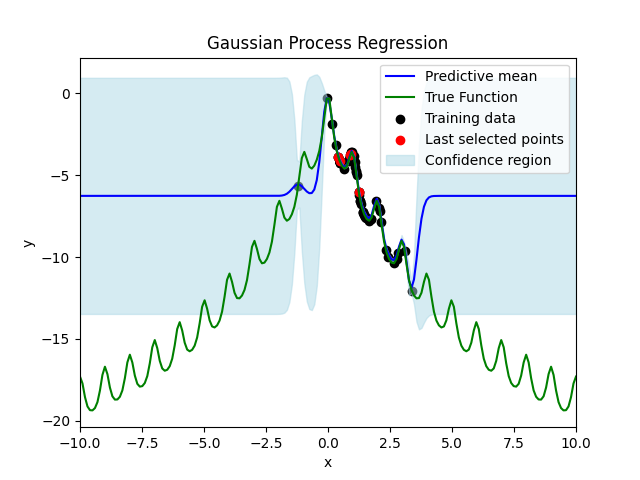 Gaussian Process Regression
Predictive mean
True Function
Training data
Last selected points
Confidence region
y
0
−5
−10
−15
−20
−10.0 −7.5 −5.0 −2.5 0.0 2.5 5.0 7.5 10.0
x